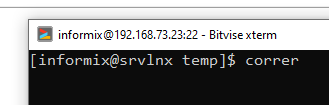 informix@192.168.73.23:22 - Bitvise xterm
[informix@srvlnx temp]$ correr